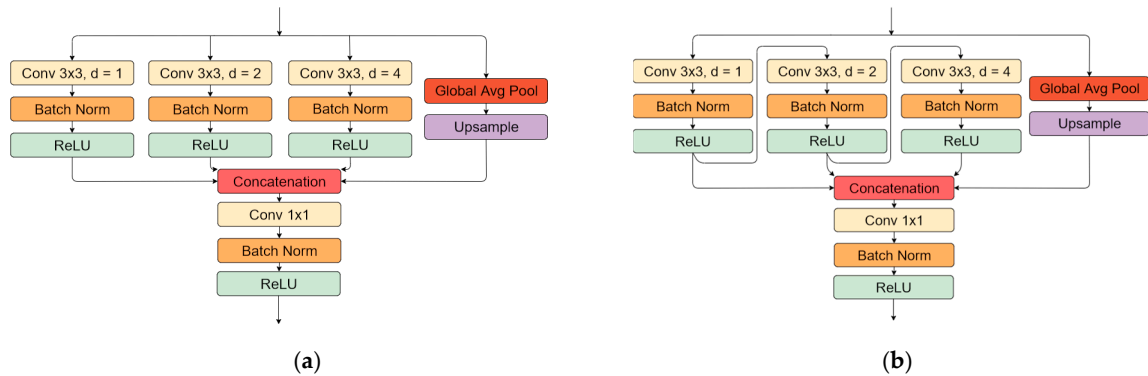 Conv 3x3, d = 1
Conv 3x3, d = 2
Conv 3x3, d = 4
Global Avg Pool
Batch Norm
Batch Norm
Batch Norm
Upsample
ReLU
ReLU
ReLU
Concatenation
Conv 1x1
Batch Norm
ReLU
(a)
Conv 3x3, d = 1
Conv 3x3, d = 2
Conv 3x3, d = 4
Global Avg Pool
Batch Norm
Batch Norm
Batch Norm
Upsample
ReLU
ReLU
ReLU
Concatenation
Conv 1x1
Batch Norm
ReLU
(b)